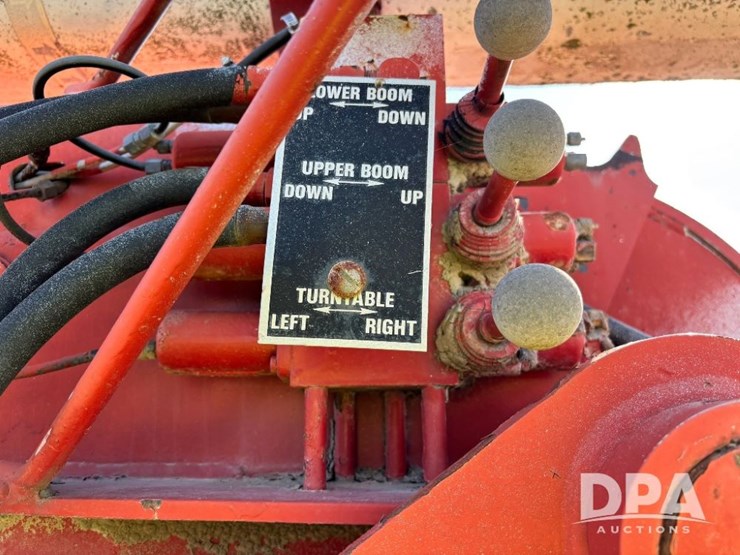 LOWER BOOM
UP DOWN
UPPER BOOM
DOWN UP
TURNTABLE
LEFT RIGHT
DPA
AUCTIONS